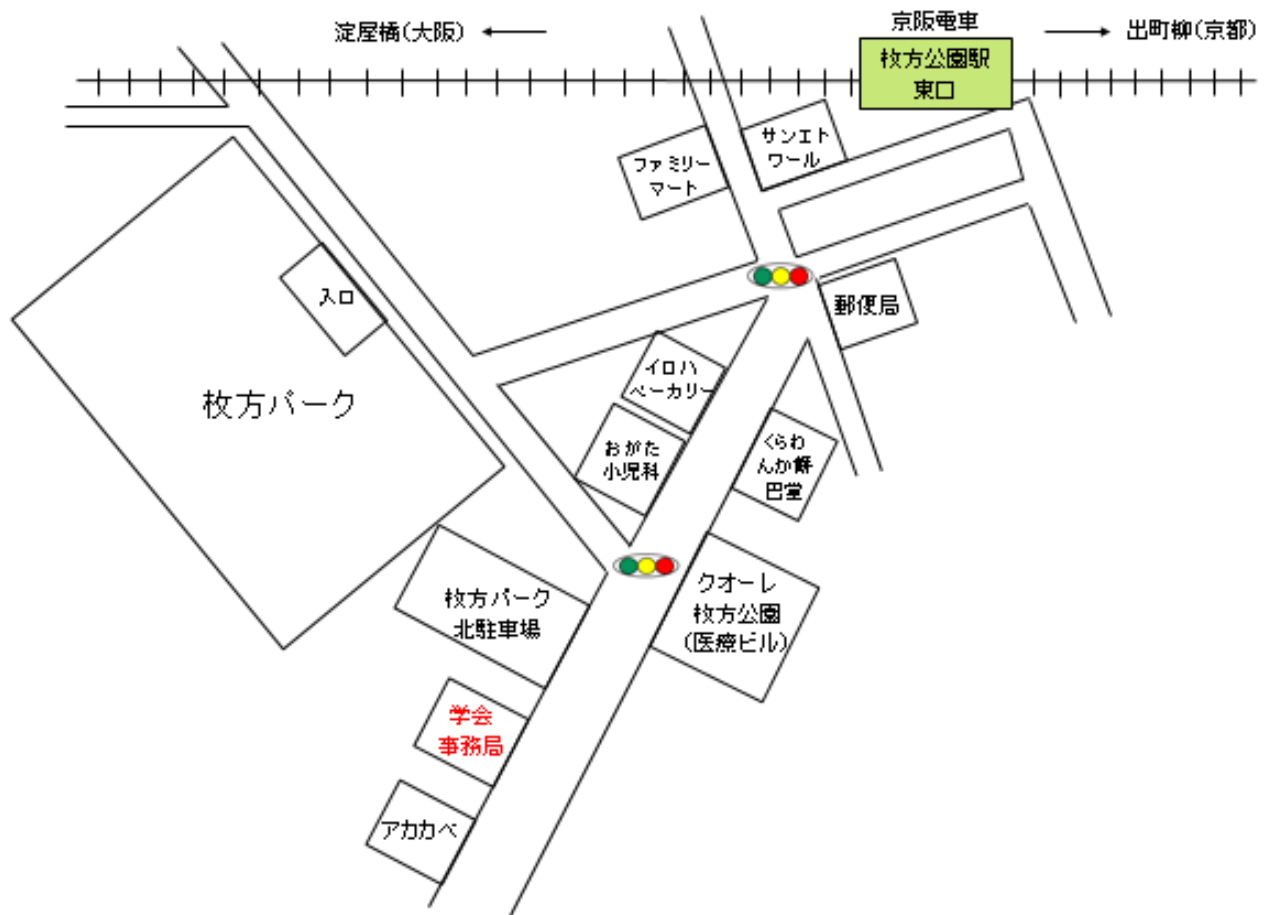 京阪電車
淀屋橋(大阪) ←
→ 出町柳(京都)
枚方公園駅
東口
サンエト
ワール
ファミリー
マート
入口
郵便局
イロハ
ベーカリー
枚方パーク
おがた
小児科
くらわ
んか餅
巴堂
クオーレ
枚方公園
(医療ビル)
枚方パーク
北駐車場
学会
事務局
アカカベ